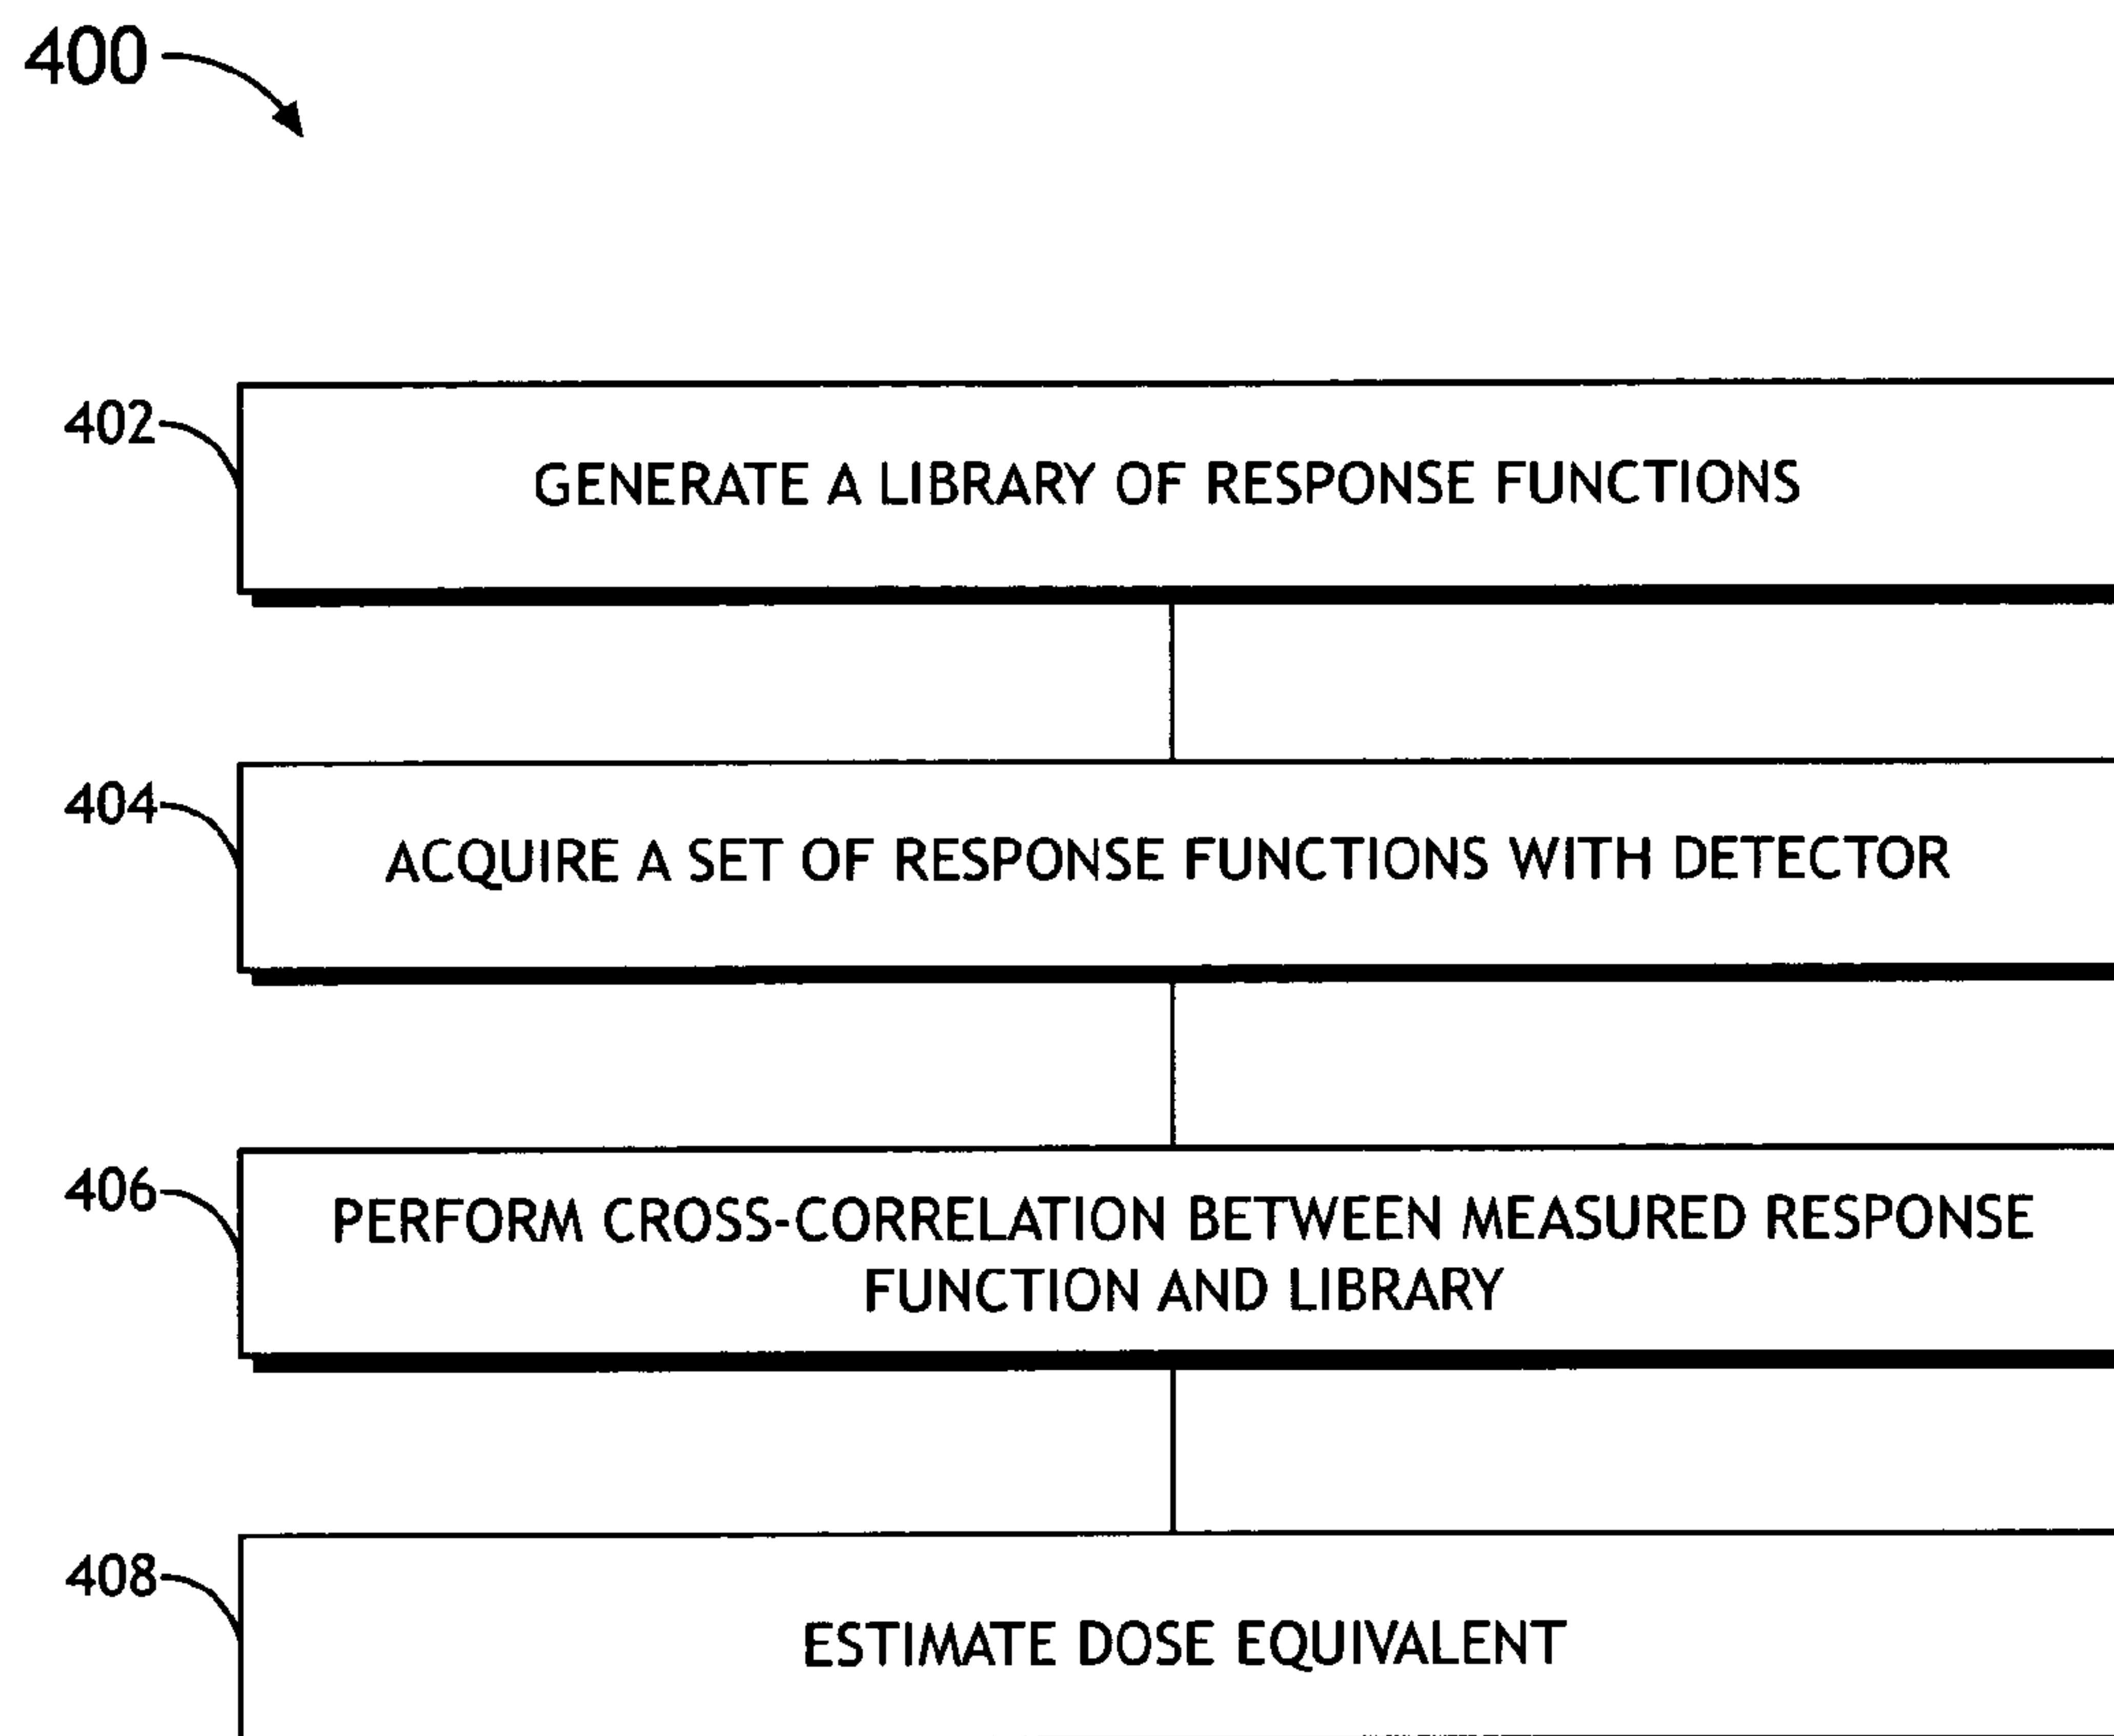 400
402
GENERATE A LIBRARY OF RESPONSE FUNCTIONS
404
ACQUIRE A SET OF RESPONSE FUNCTIONS WITH DETECTOR
406
PERFORM CROSS-CORRELATION BETWEEN MEASURED RESPONSE
FUNCTION AND LIBRARY
408
ESTIMATE DOSE EQUIVALENT